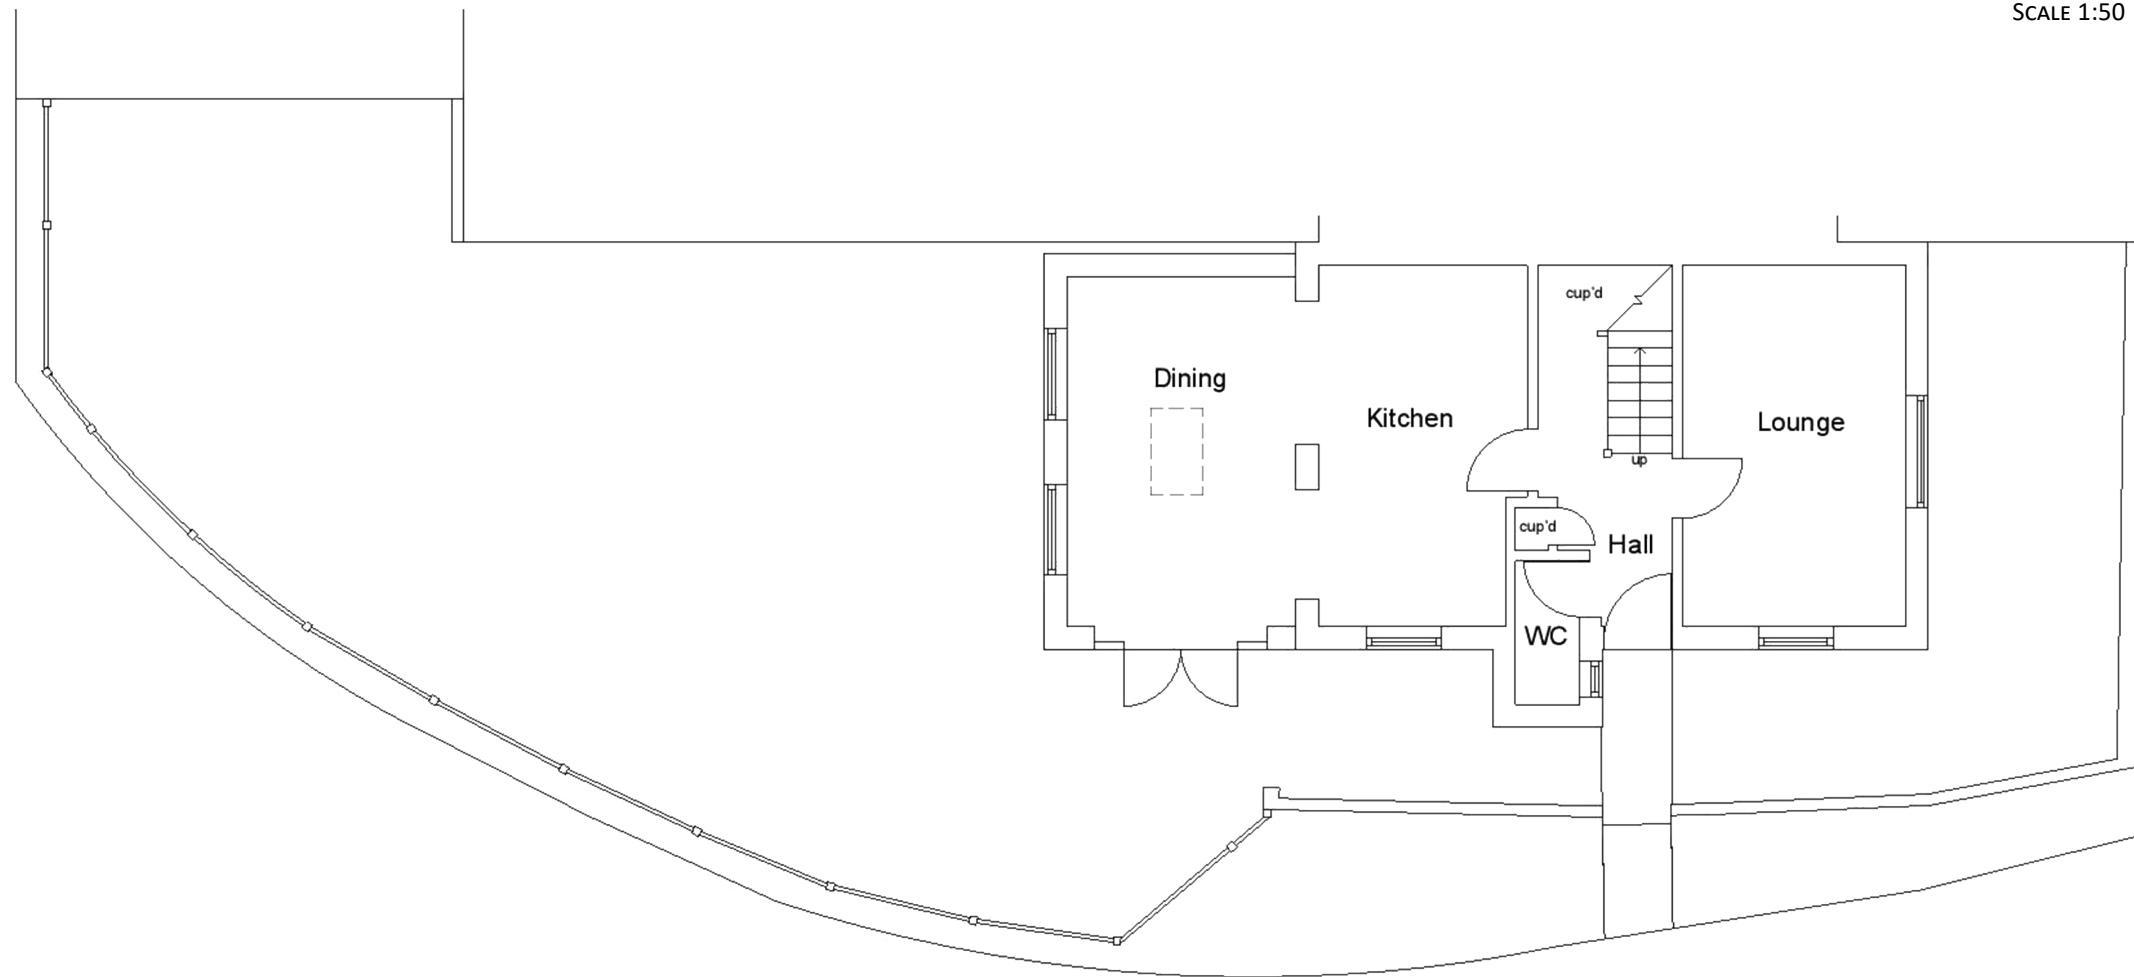 SCALE 1:50
cup'd
Dining
Kitchen
Lounge
up
cup'd
Hall
WC